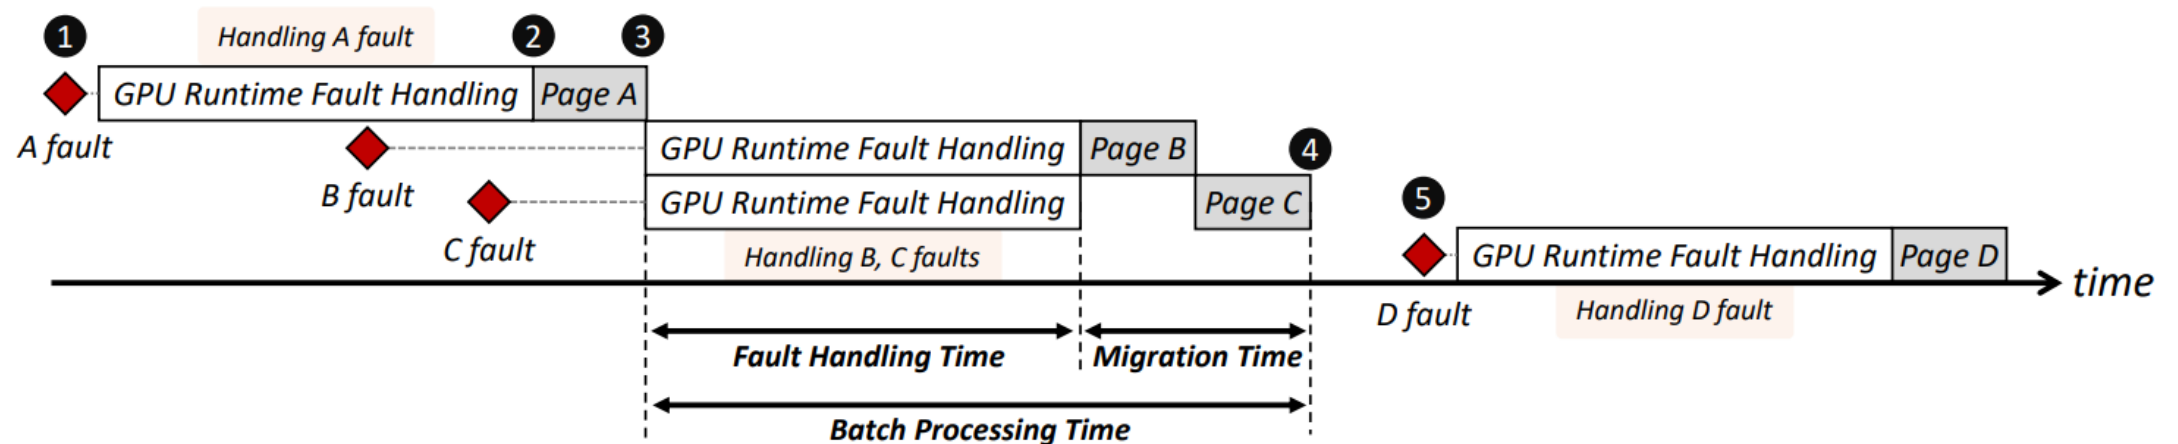 1
Handling A fault
2
3
GPU Runtime Fault Handling
Page A
A fault
GPU Runtime Fault Handling
Page B
4
B fault
GPU Runtime Fault Handling
Page C
5
C fault
Handling B, C faults
GPU Runtime Fault Handling
Page D
time
D fault
Handling D fault
Fault Handling Time
Migration Time
Batch Processing Time